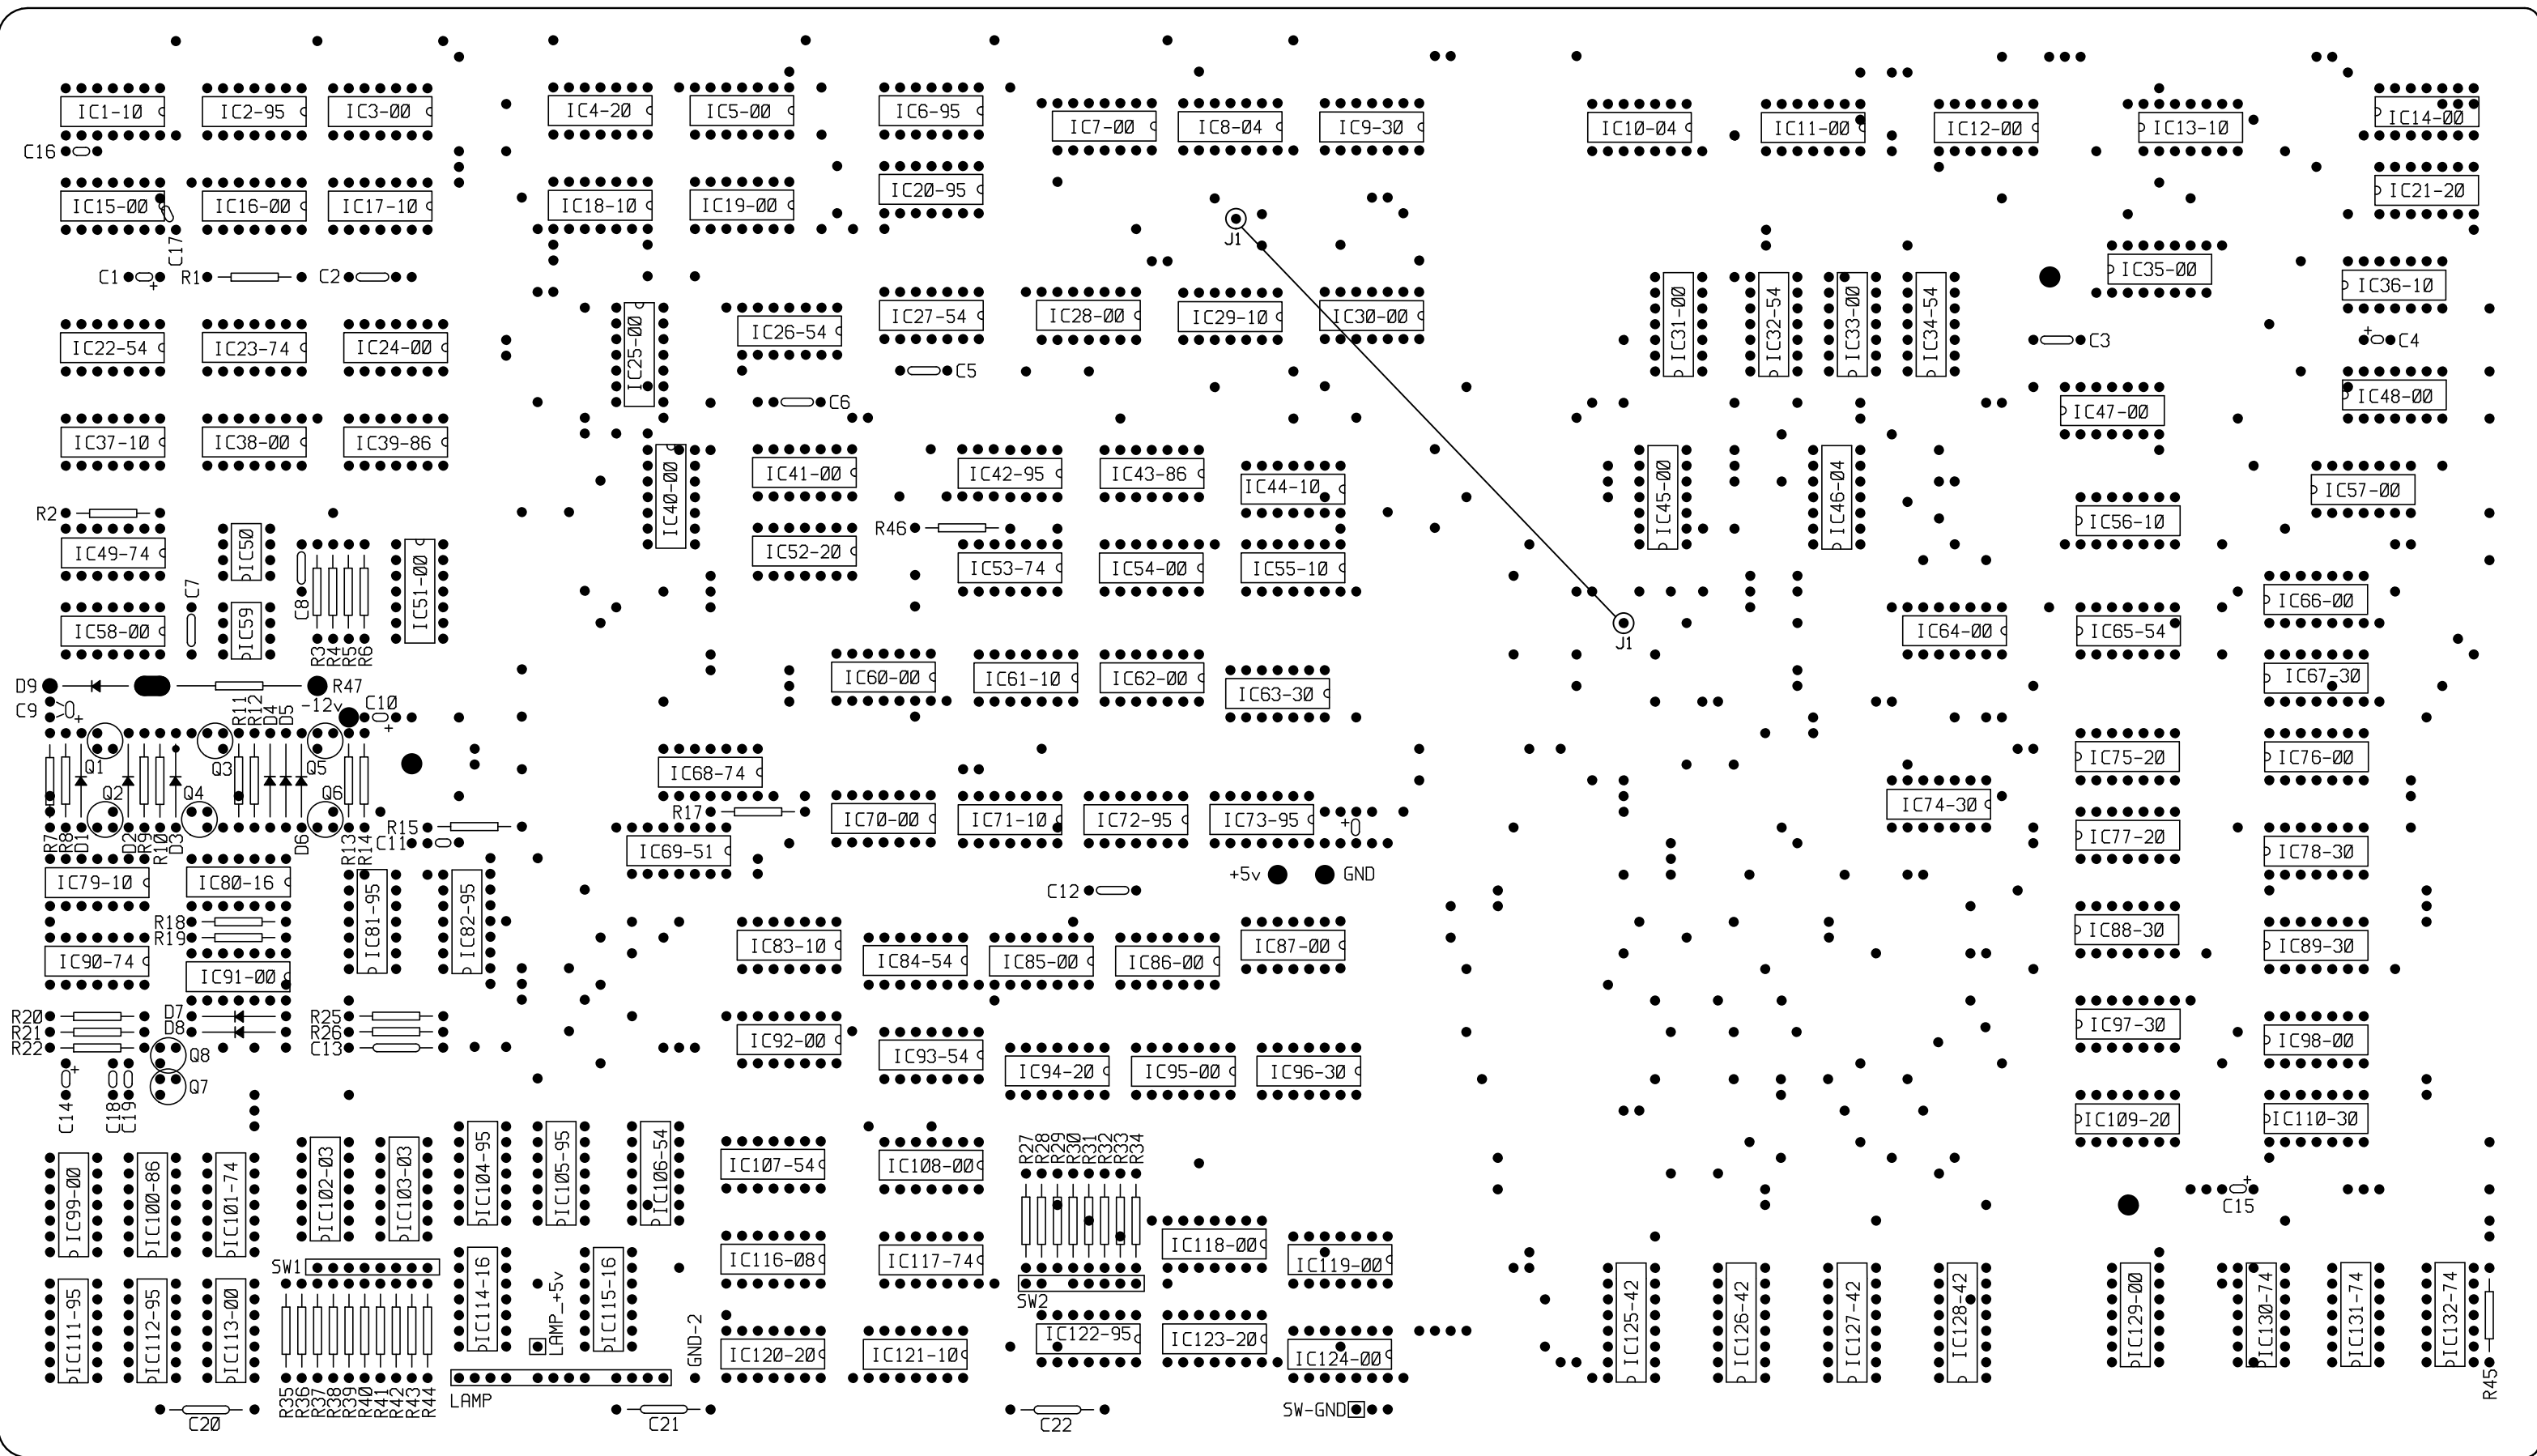 IC1-10 IC2-95 IC3-00 IC4-20 IC5-00 IC6-95 IC7-00 IC8-04 IC9-30 IC10-04 IC11-00 IC12-00 IC13-10 IC14-00
C16
IC15-00 IC16-00 IC17-10 IC18-10 IC19-00 IC20-95 IC21-20
C17 J1
C1 + R1 C2 IC35-00 IC36-10
IC22-54 IC23-74 IC24-00 IC25-00 IC26-54 IC27-54 IC28-00 IC29-10 IC30-00 IC31-00 IC32-54 IC33-00 IC34-54
C3 + C4
C5
C6 IC47-00 IC48-00
IC37-10 IC38-00 IC39-86 IC40-00 IC41-00 IC42-95 IC43-86 IC44-10 IC45-00 IC46-04 IC57-00
R2 R46 IC56-10
IC49-74 IC50 IC51-00 IC52-20 IC53-74 IC54-00 IC55-10
C7 C8 IC66-00
IC58-00 IC59 R3 R4 R5 R6 J1 IC64-00 IC65-54
D9 R47 IC60-00 IC61-10 IC62-00 IC63-30 IC67-30
C9 + R11 R12 D4 D5 -12v C10 +
Q1 Q3 Q5 IC68-74 IC75-20 IC76-00
Q2 Q4 Q6 IC74-30
R17 IC70-00 IC71-10 IC72-95 IC73-95 +
R7 R8 D1 D2 R9 R10 D3 D6 R13 R14 R15 C11 IC69-51 IC77-20 IC78-30
IC79-10 IC80-16 IC81-95 IC82-95 C12 +5v GND
R18
R19 IC83-10 IC84-54 IC85-00 IC86-00 IC87-00 IC88-30 IC89-30
IC90-74 IC91-00
R20 D7 R25
R21 D8 R26 IC92-00 IC97-30 IC98-00
R22 Q8 C13 IC93-54
+ Q7 IC94-20 IC95-00 IC96-30
C14 C18 C19 IC109-20 IC110-30
R27 R28 R29 R30 R31 R32 R33 R34
IC99-00 IC100-86 IC101-74 IC102-03 IC103-03 IC104-95 IC105-95 IC106-54 IC107-54 IC108-00 + C15
SW1 IC116-08 IC117-74 IC118-00 IC119-00
SW2
IC111-95 IC112-95 IC113-00 IC114-16 LAMP_+5v IC115-16 GND-2 IC120-20 IC121-10 IC122-95 IC123-20 IC124-00 IC125-42 IC126-42 IC127-42 IC128-42 IC129-00 IC130-74 IC131-74 IC132-74 R45
R35 R36 R37 R38 R39 R40 R41 R42 R43 R44 LAMP
C20 C21 C22 SW-GND